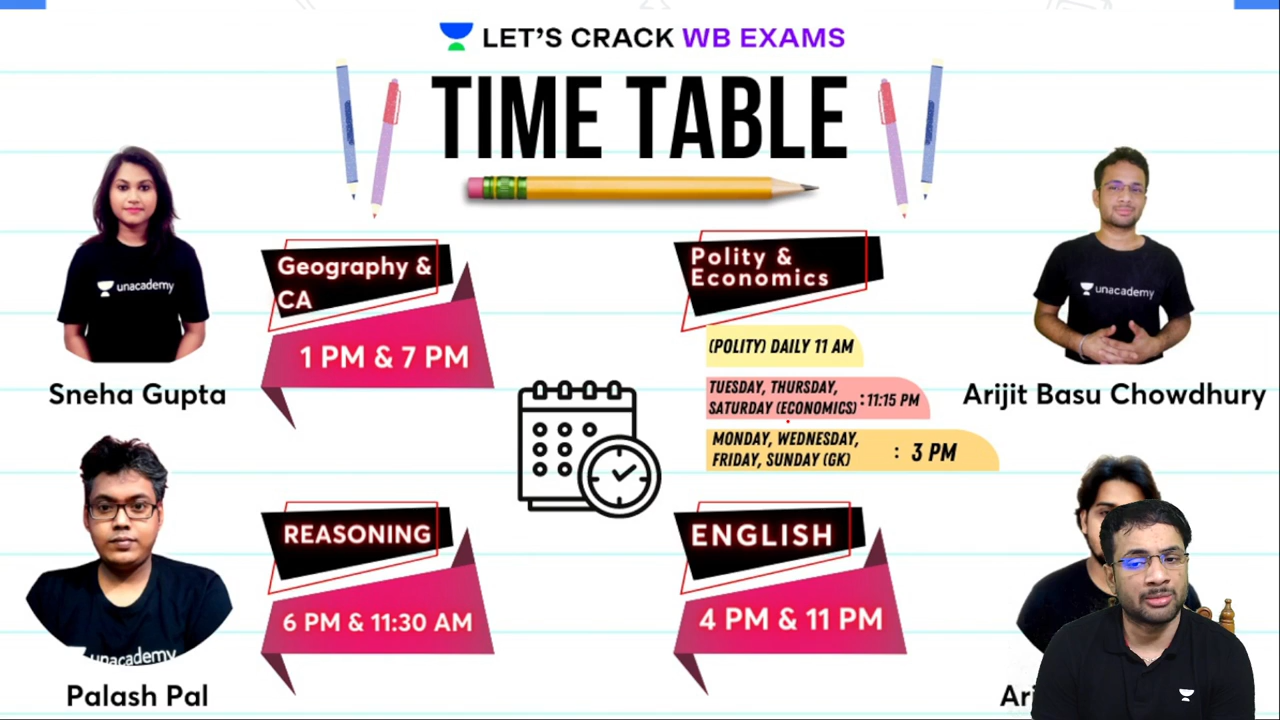 LET'S CRACK WB EXAMS
TIME TABLE
unacademy
Sneha Gupta
Geography &
CA
1 PM & 7 PM
Polity &
Economics
(POLITY) DAILY 11 AM
TUESDAY, THURSDAY,
SATURDAY (ECONOMICS) : 11:15 PM
MONDAY, WEDNESDAY,
FRIDAY, SUNDAY (GK) : 3 PM
unacademy
Arijit Basu Chowdhury
unacademy
Palash Pal
REASONING
6 PM & 11:30 AM
ENGLISH
4 PM & 11 PM